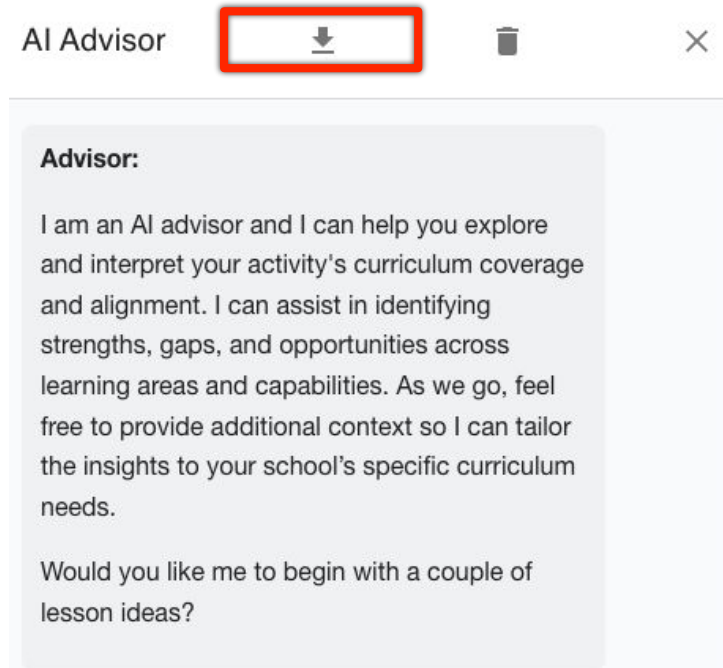 AI Advisor
Advisor:
I am an AI advisor and I can help you explore
and interpret your activity's curriculum coverage
and alignment. I can assist in identifying
strengths, gaps, and opportunities across
learning areas and capabilities. As we go, feel
free to provide additional context so I can tailor
the insights to your school’s specific curriculum
needs.
Would you like me to begin with a couple of
lesson ideas?